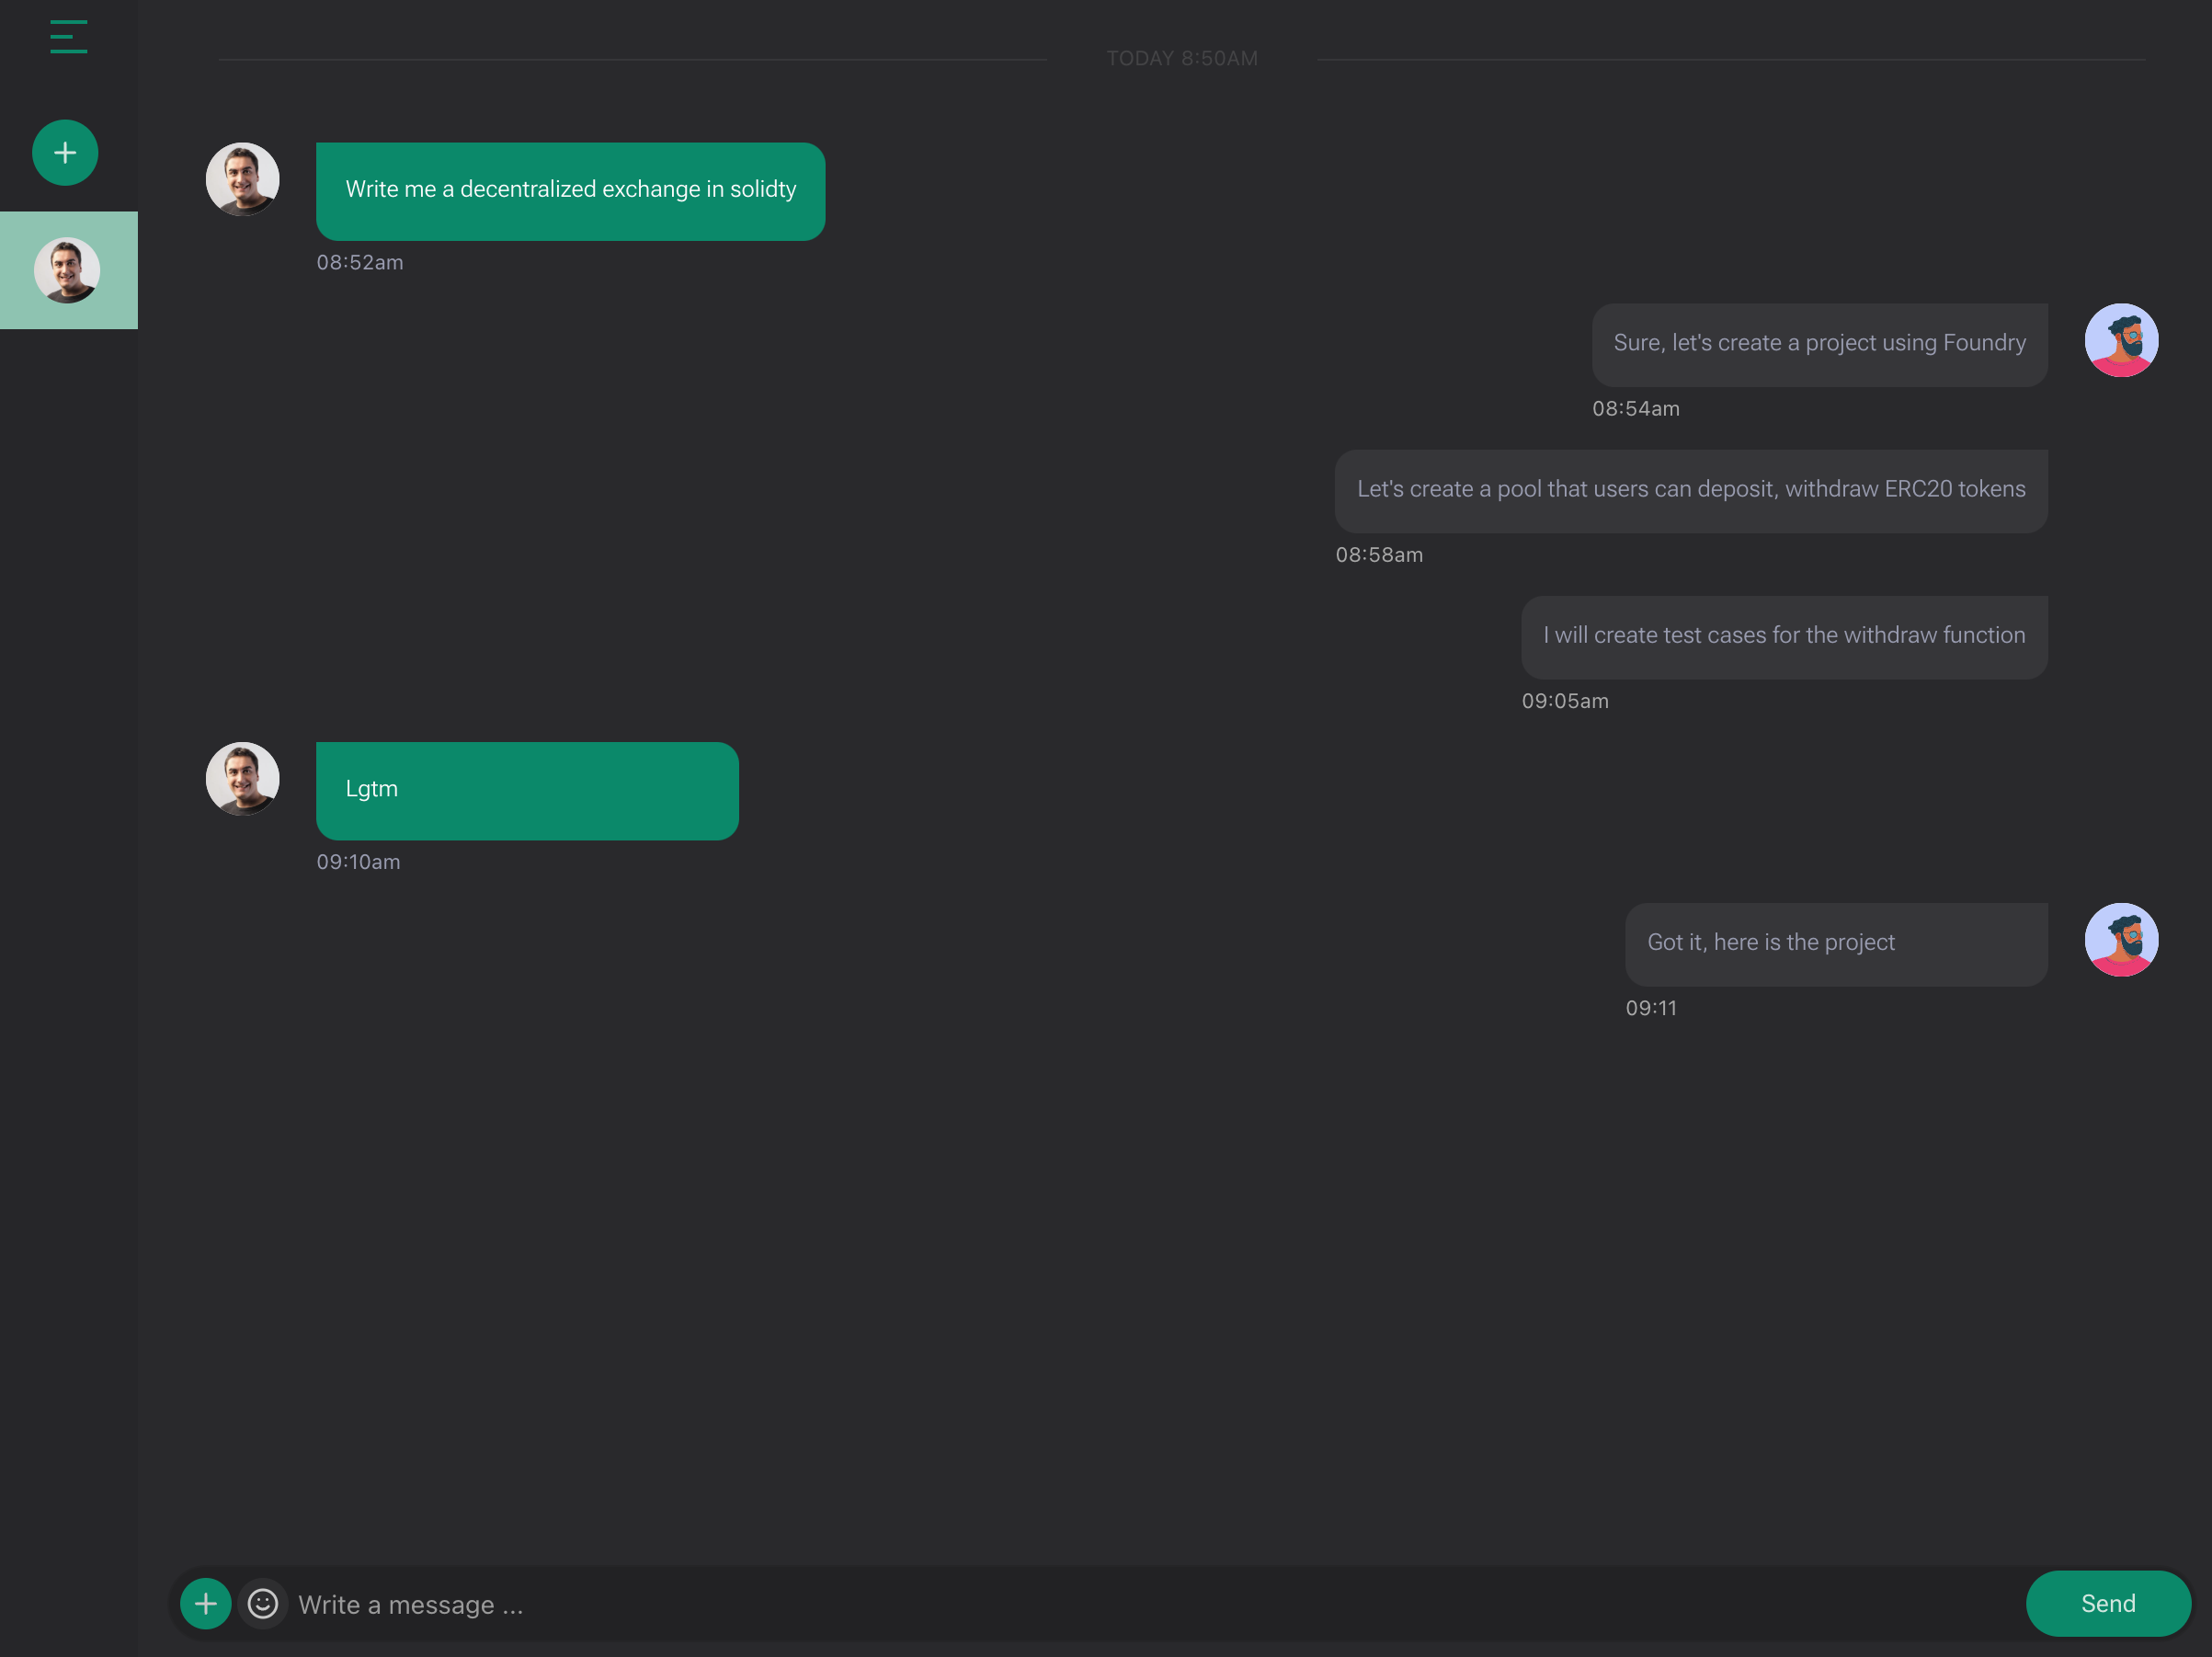 TODAY 8:50AM
Write me a decentralized exchange in solidty
08:52am
Sure, let's create a project using Foundry
08:54am
Let's create a pool that users can deposit, withdraw ERC20 tokens
08:58am
I will create test cases for the withdraw function
09:05am
Lgtm
09:10am
Got it, here is the project
09:11
Write a message ...
Send